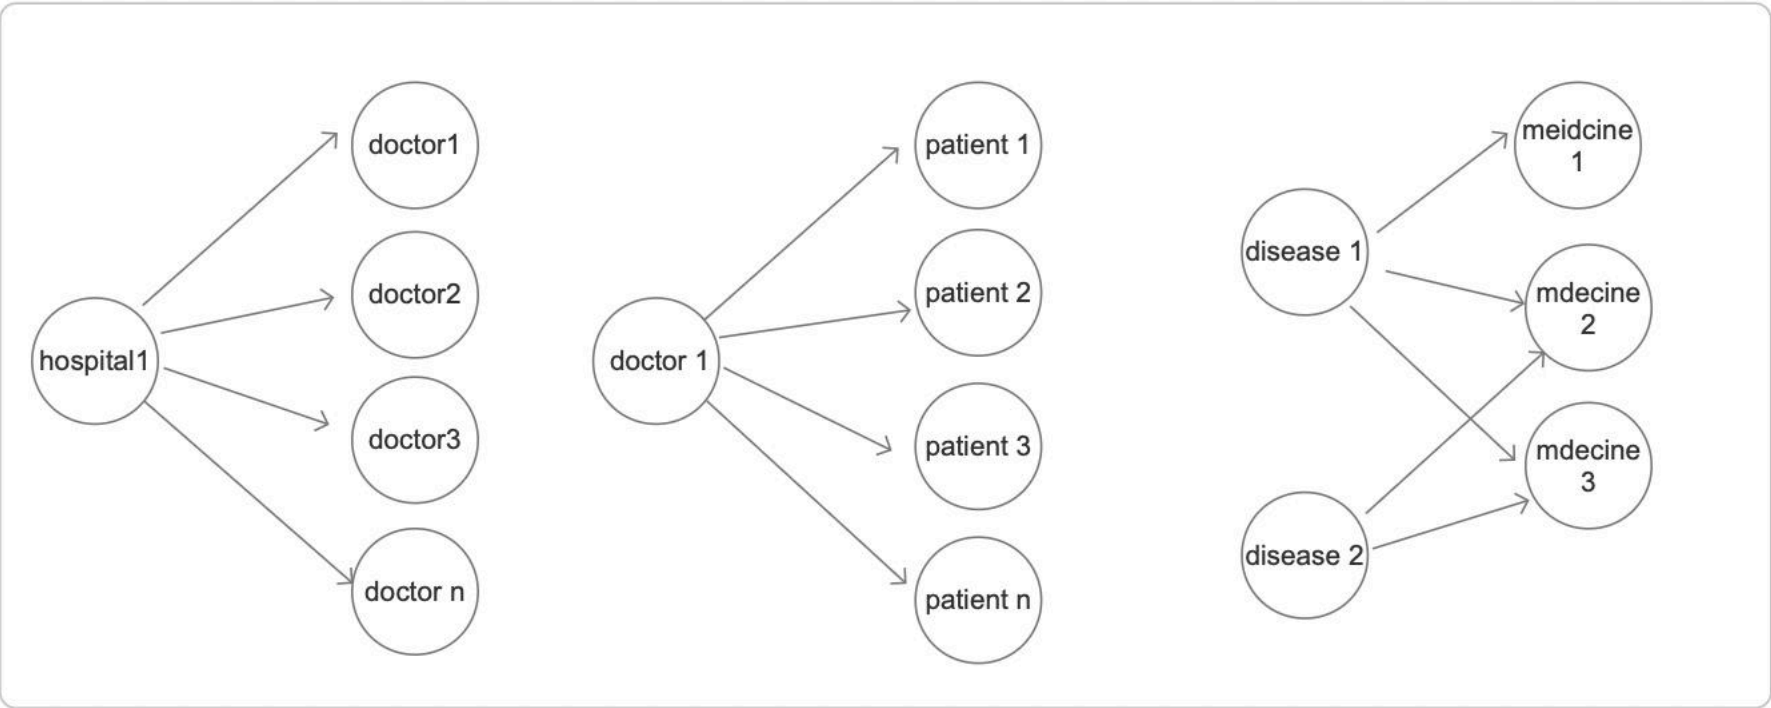 hospital1
doctor1
doctor2
doctor3
doctor n
doctor 1
patient 1
patient 2
patient 3
patient n
disease 1
disease 2
meidcine
1
mdecine
2
mdecine
3